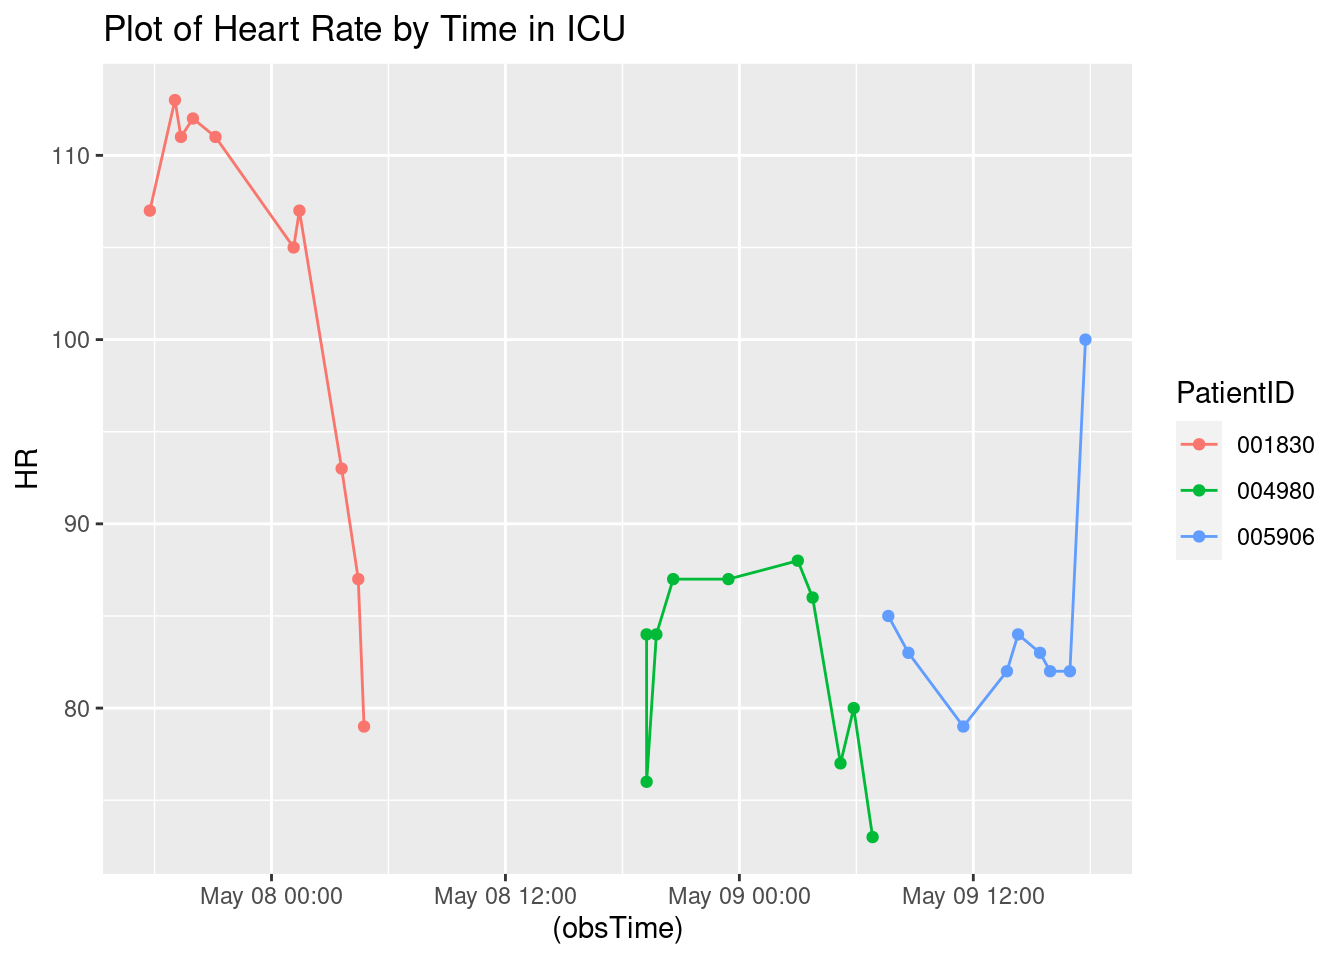 Plot of Heart Rate by Time in ICU
110
100
90
80
HR
May 08 00:00
May 08 12:00
May 09 00:00
May 09 12:00
(obsTime)
PatientID
001830
004980
005906